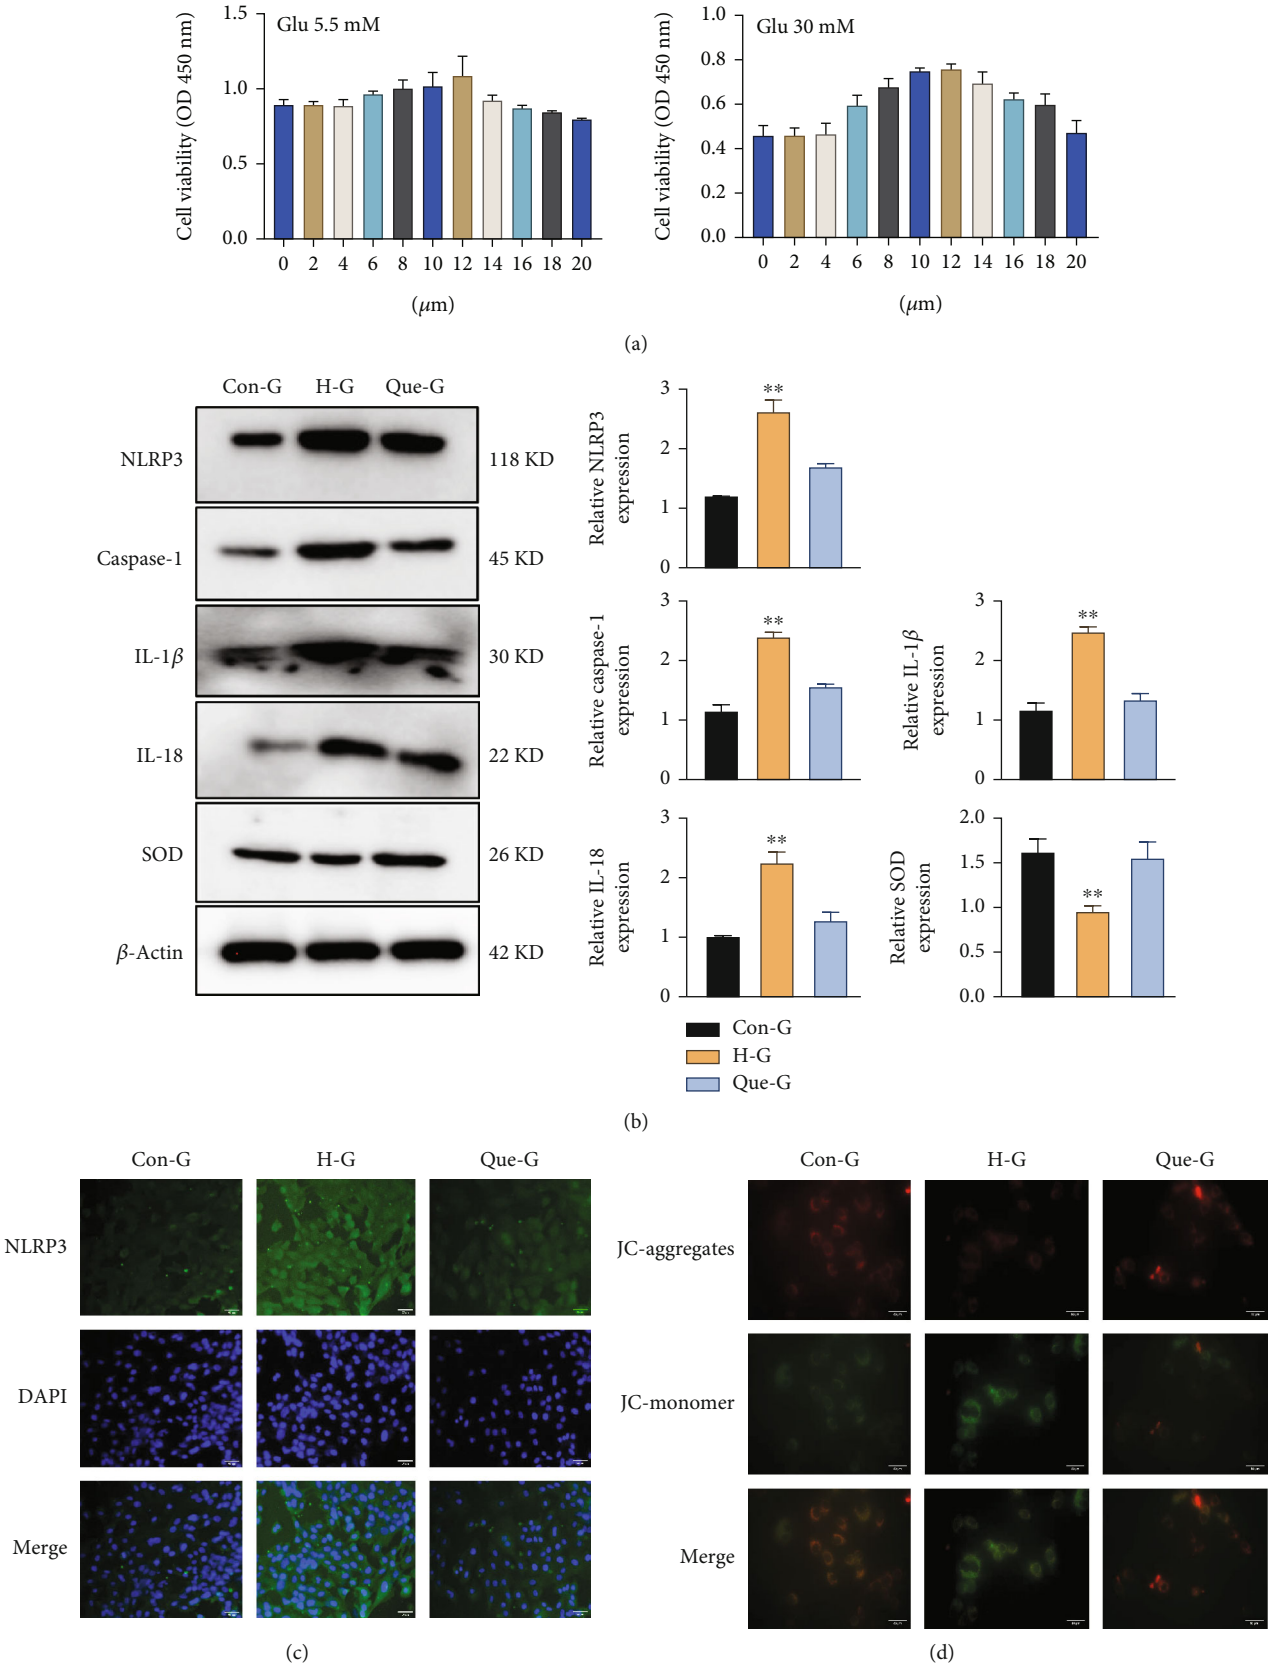 Glu 5.5 mM
Cell viability (OD 450 nm)
1.5
1.0
0.5
0.0
0 2 4 6 8 10 12 14 16 18 20
(μm)
Glu 30 mM
Cell viability (OD 450 nm)
1.0
0.8
0.6
0.4
0.2
0.0
0 2 4 6 8 10 12 14 16 18 20
(μm)
(a)
Con-G H-G Que-G
NLRP3 118 KD
Caspase-1 45 KD
IL-1β 30 KD
IL-18 22 KD
SOD 26 KD
β-Actin 42 KD
Relative NLRP3
expression
3
2
1
0
**
Relative caspase-1
expression
3
2
1
0
**
Relative IL-1β
expression
3
2
1
0
**
Relative IL-18
expression
3
2
1
0
**
Relative SOD
expression
2.0
1.5
1.0
0.5
0.0
**
Con-G
H-G
Que-G
(b)
Con-G H-G Que-G
NLRP3
DAPI
Merge
(c)
Con-G H-G Que-G
JC-aggregates
JC-monomer
Merge
(d)